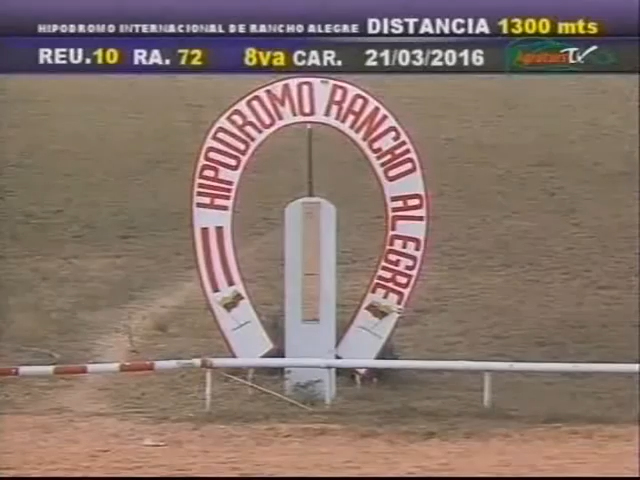 HIPODROMO INTERNACIONAL DE RANCHO ALEGRE DISTANCIA 1300 mts
REU.10 RA. 72 8va CAR. 21/03/2016
TV
HIPODROMO RANCHO ALEGRE